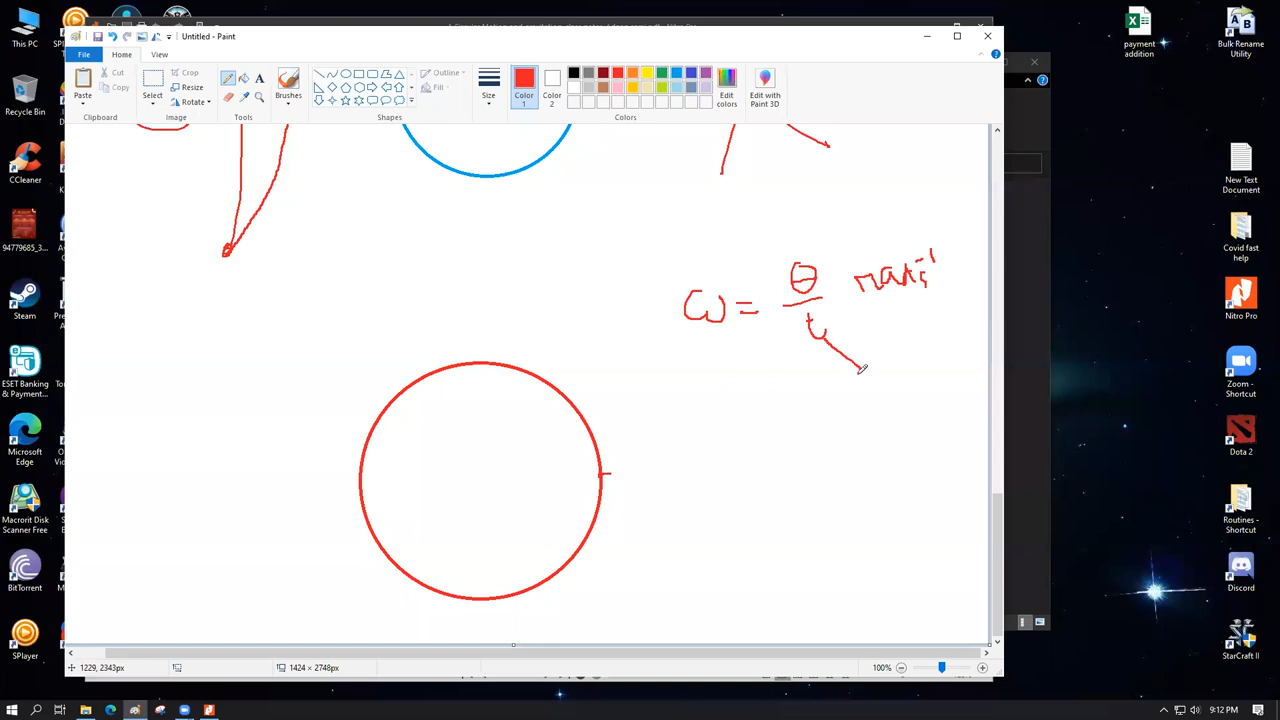 This PC
Recycle Bin
CCleaner
94779685_3...
Steam
ESET Banking & Paymen...
Microsoft Edge
Macrorit Disk Scanner Free
BitTorrent
SPlayer
Untitled - Paint
File Home View
Paste Cut Copy
Clipboard
Select Crop Resize Rotate
Image
Tools
Brushes
Outline Fill
Shapes
Size
Color 1
Color 2
Edit colors
Edit with Paint 3D
Colors
ω = θ/t rads⁻¹
1229, 2343px
1424 × 2748px
100%
payment addition
Bulk Rename Utility
New Text Document
Covid fast help
Nitro Pro
Zoom - Shortcut
Dota 2
Routines - Shortcut
Discord
StarCraft II
9:12 PM